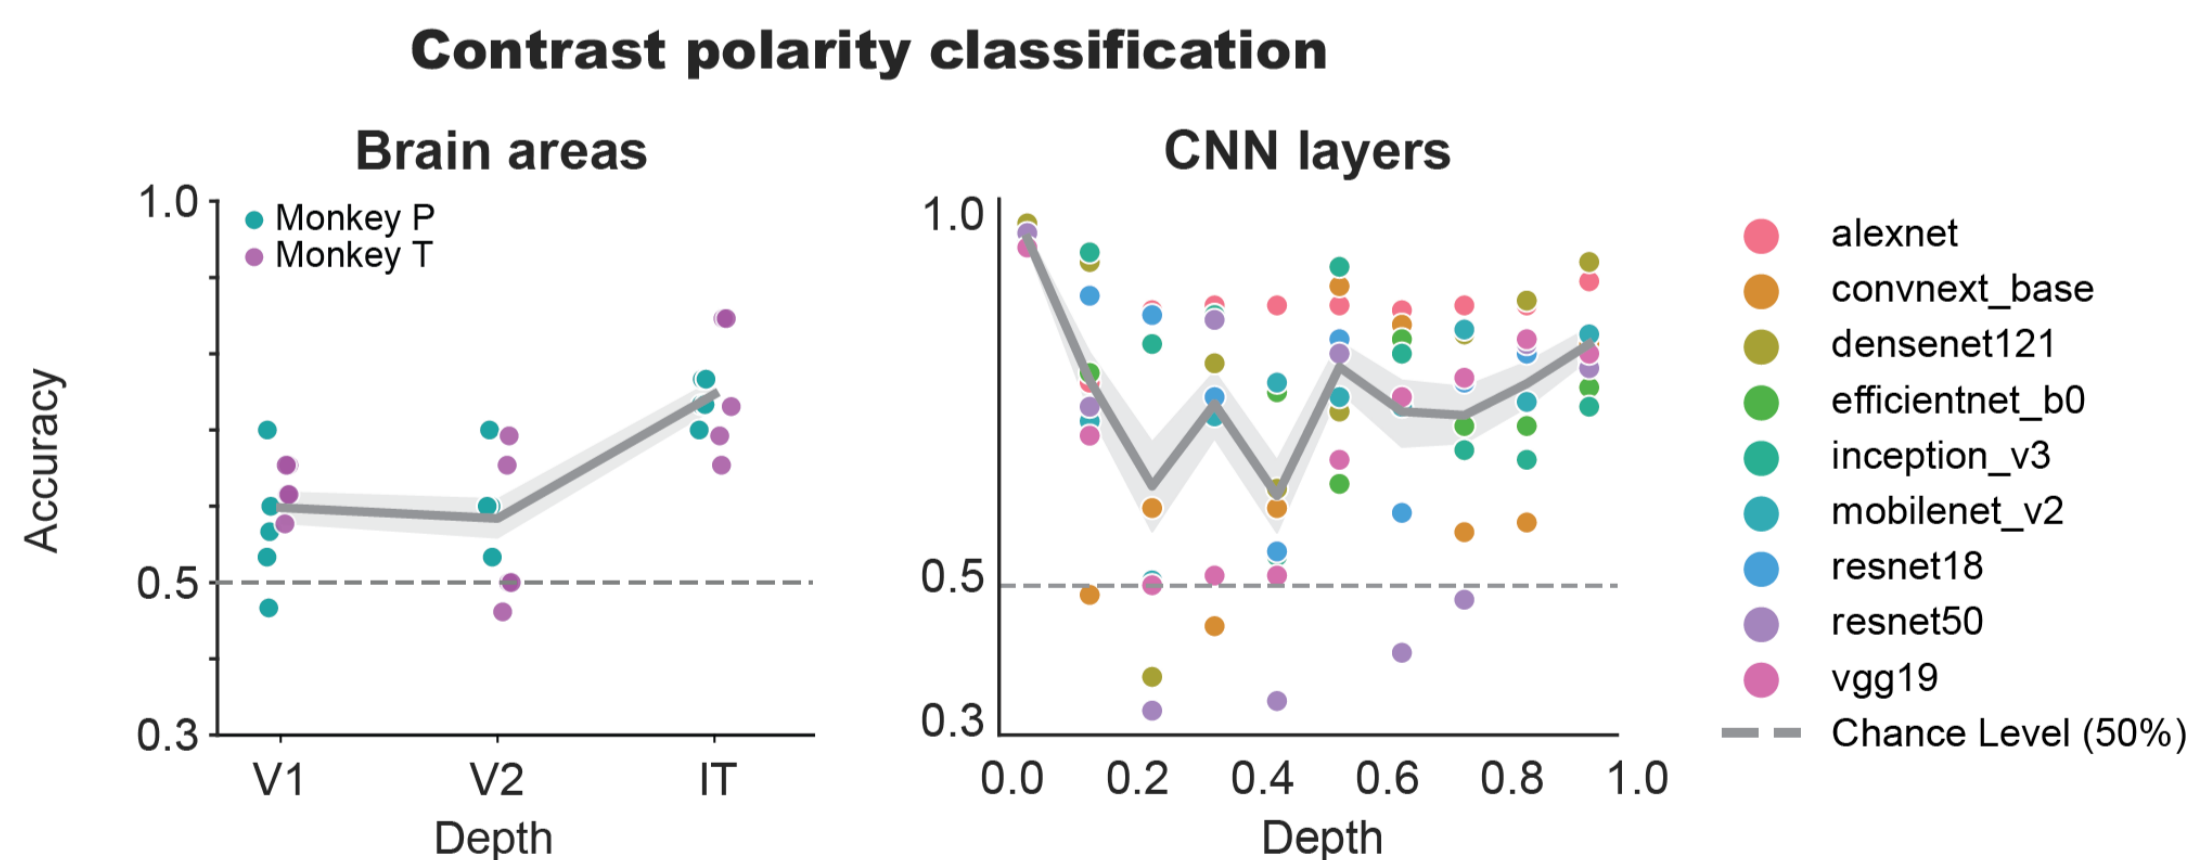 Contrast polarity classification
Brain areas
CNN layers
Accuracy
1.0
0.5
0.3
Monkey P
Monkey T
V1 V2 IT
Depth
1.0
0.5
0.3
0.0 0.2 0.4 0.6 0.8 1.0
Depth
alexnet
convnext_base
densenet121
efficientnet_b0
inception_v3
mobilenet_v2
resnet18
resnet50
vgg19
Chance Level (50%)